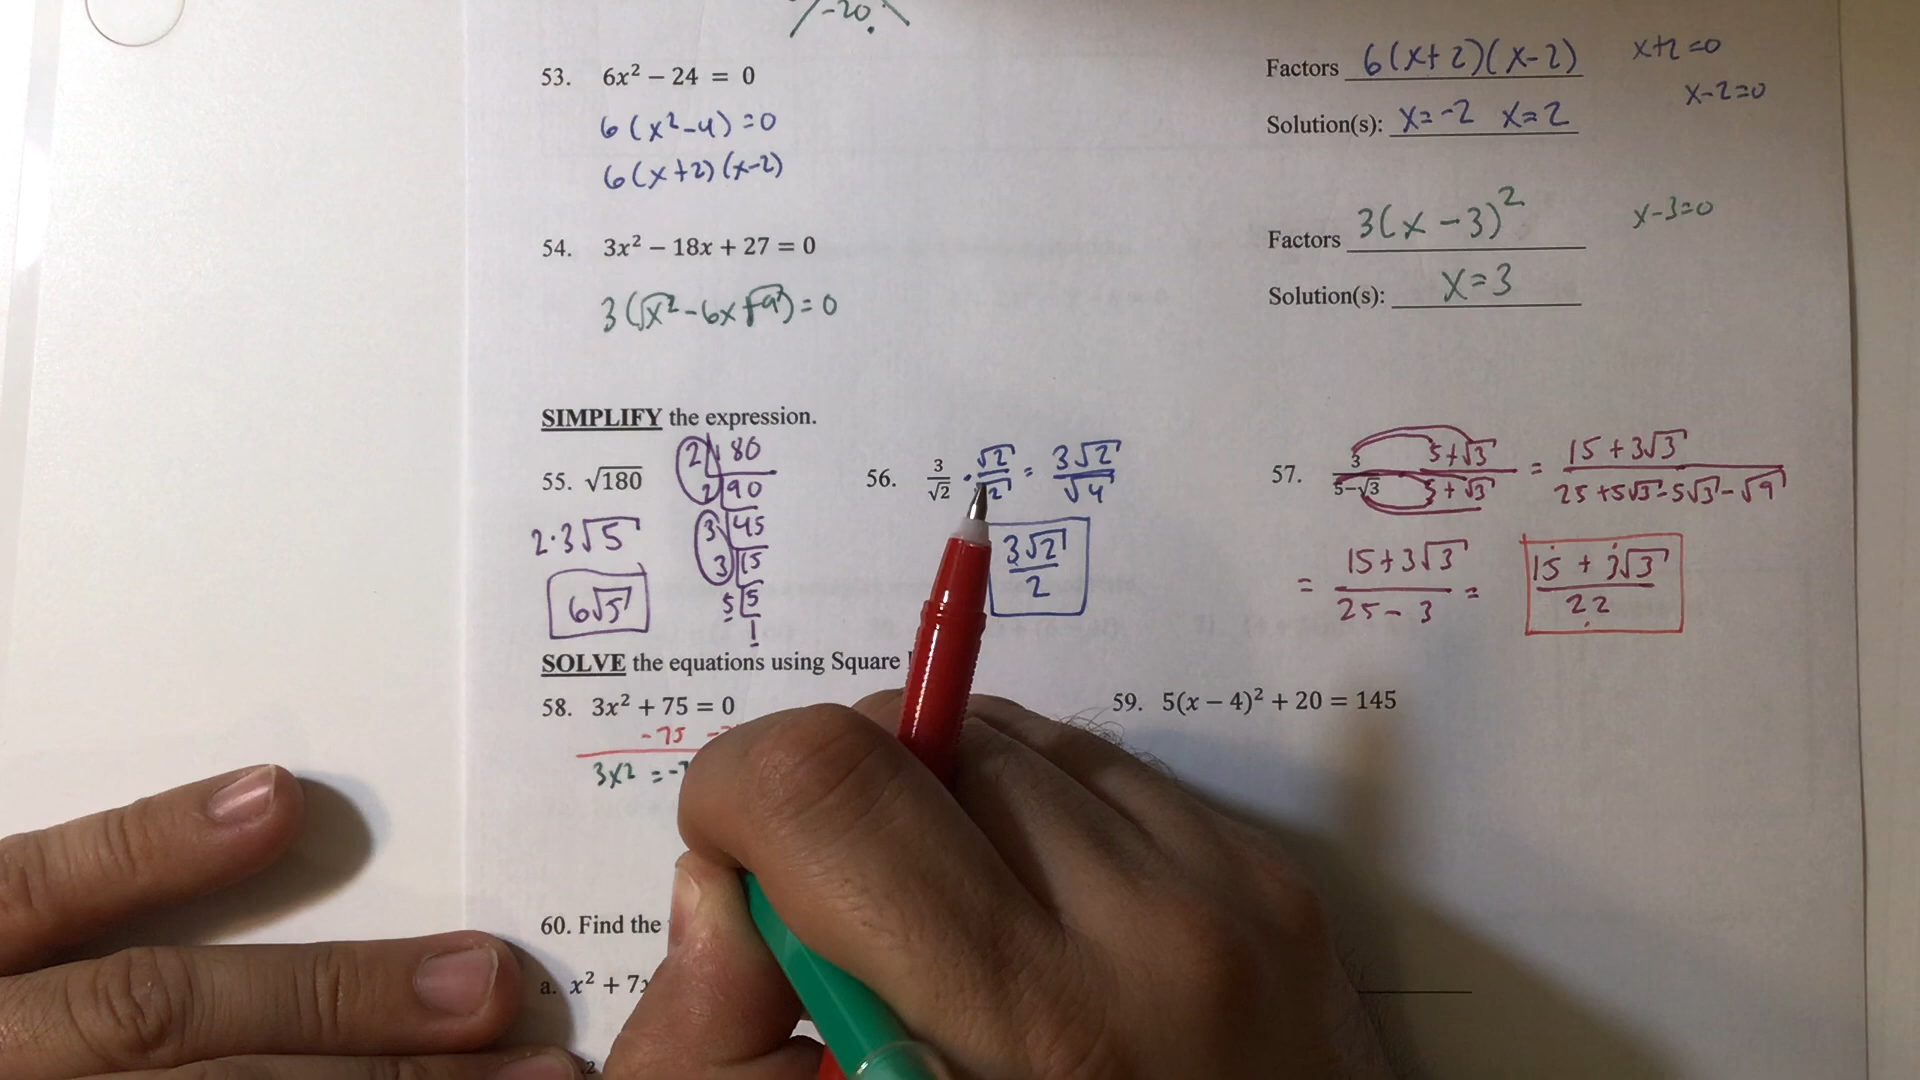 -20
53. 6x² − 24 = 0
6(x²-4)=0
6(x+2)(x-2)
Factors 6(x+2)(x-2)
x+2=0
x-2=0
Solution(s): x=-2 x=2
54. 3x² − 18x + 27 = 0
3(√x²-6x+√9)=0
Factors 3(x-3)²
x-3=0
Solution(s): x=3
SIMPLIFY the expression.
55. √180
2 180
2 90
3 45
3 15
5 5
1
2·3√5
6√5
56. 3/√2 · √2/√2 = 3√2/√4
3√2/2
57. 3/(5−√3) (5+√3)/(5+√3) = (15+3√3)/(25+5√3-5√3-√9)
= (15+3√3)/(25-3) = (15+3√3)/22
SOLVE the equations using Square
58. 3x² + 75 = 0
-75 -
3x2 = -7
59. 5(x − 4)² + 20 = 145
60. Find the
a. x² + 7x